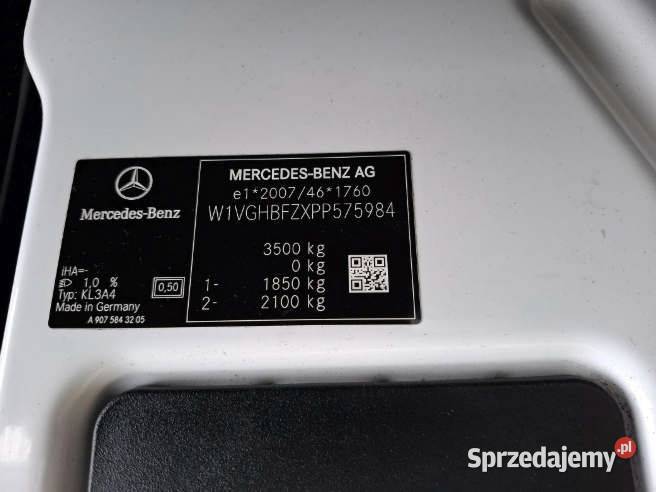 Mercedes-Benz
iHA=-
1,0 %
Typ: KL3A4
0,50
Made in Germany
A 907 584 32 05
MERCEDES-BENZ AG
e1*2007/46*1760
W1VGHBFZXPP575984
3500 kg
0 kg
1- 1850 kg
2- 2100 kg
Sprzedajemy.pl